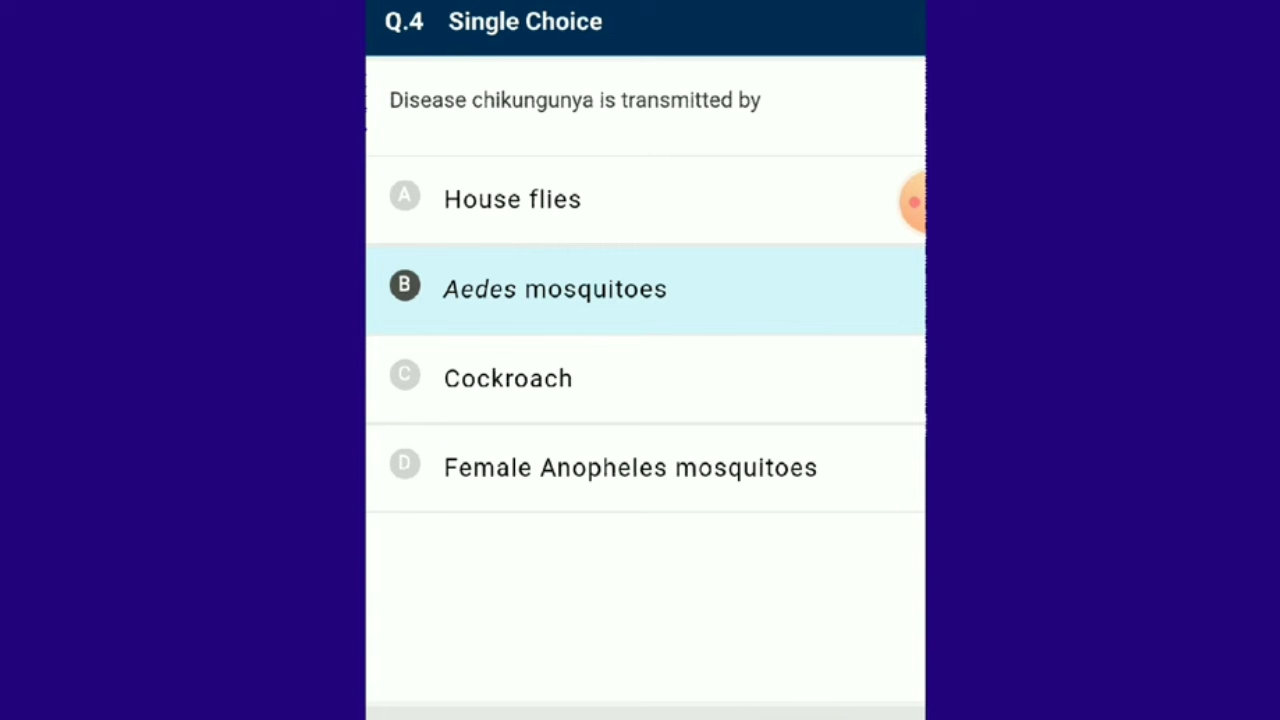 Q.4 Single Choice
Disease chikungunya is transmitted by
A House flies
B Aedes mosquitoes
C Cockroach
D Female Anopheles mosquitoes